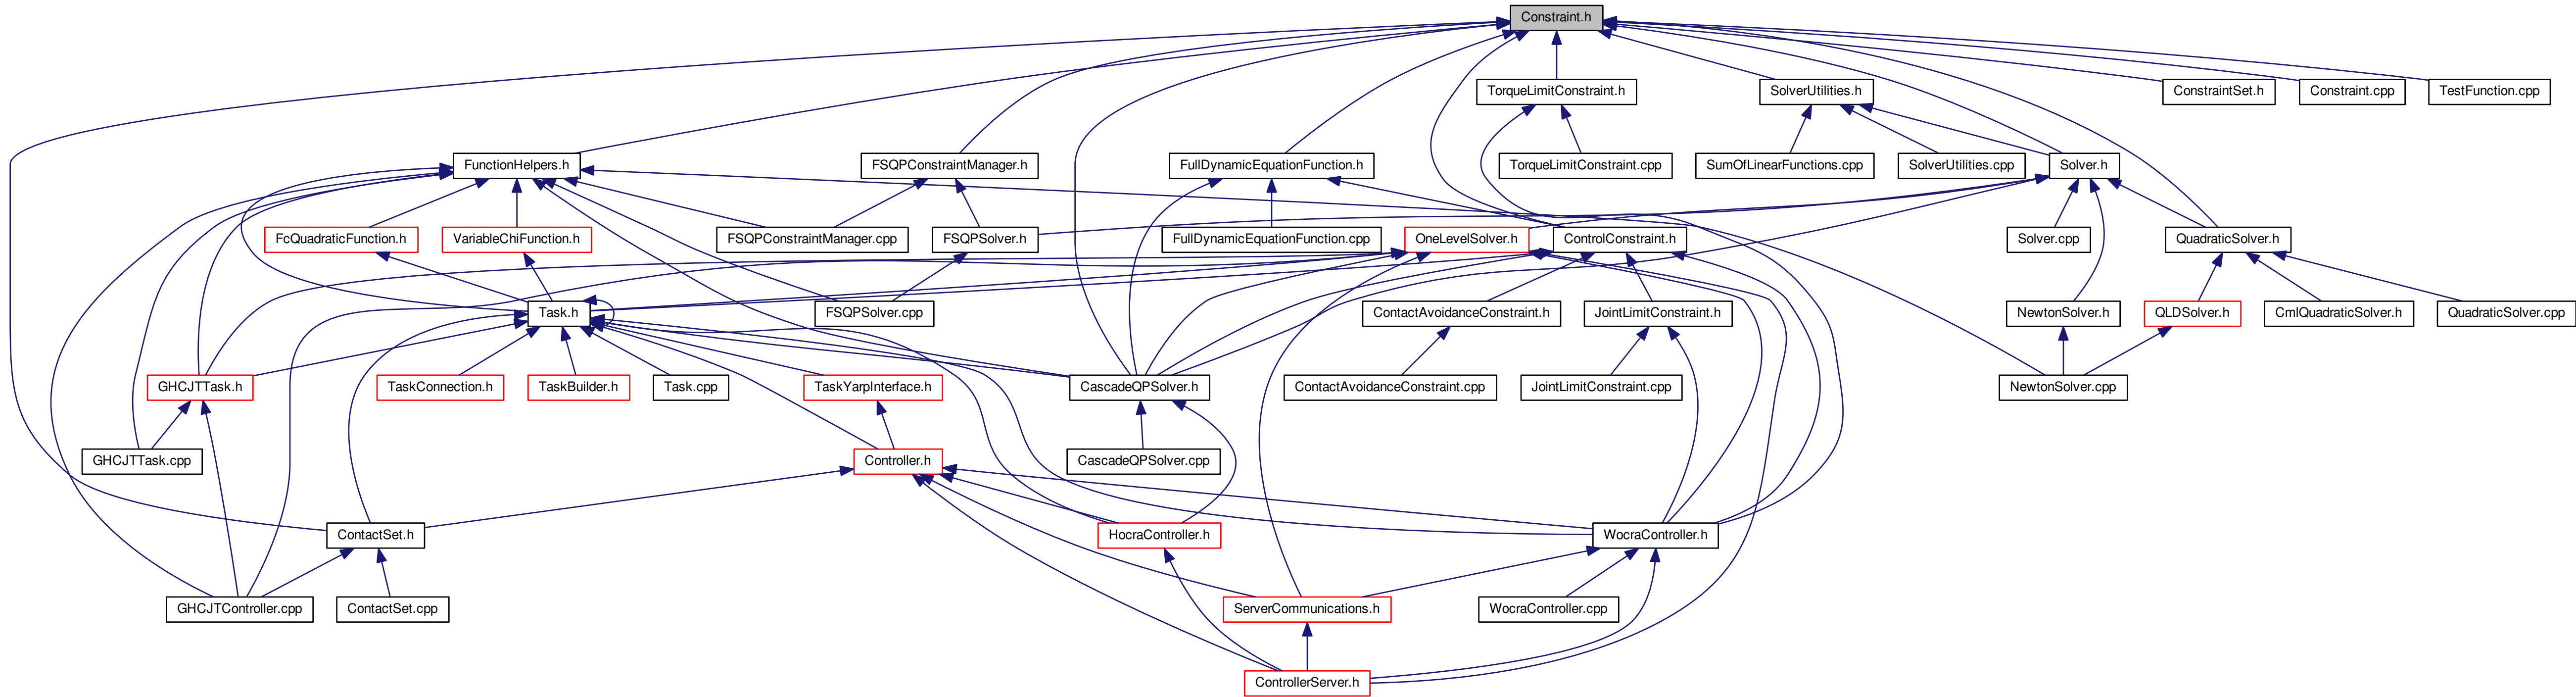 Constraint.h
TorqueLimitConstraint.h
SolverUtilities.h
ConstraintSet.h
Constraint.cpp
TestFunction.cpp
FunctionHelpers.h
FSQPConstraintManager.h
FullDynamicEquationFunction.h
TorqueLimitConstraint.cpp
SumOfLinearFunctions.cpp
SolverUtilities.cpp
Solver.h
FcQuadraticFunction.h
VariableChiFunction.h
FSQPConstraintManager.cpp
FSQPSolver.h
FullDynamicEquationFunction.cpp
OneLevelSolver.h
ControlConstraint.h
Solver.cpp
QuadraticSolver.h
Task.h
FSQPSolver.cpp
ContactAvoidanceConstraint.h
JointLimitConstraint.h
NewtonSolver.h
QLDSolver.h
CmlQuadraticSolver.h
QuadraticSolver.cpp
GHCJTTask.h
TaskConnection.h
TaskBuilder.h
Task.cpp
TaskYarpInterface.h
CascadeQPSolver.h
ContactAvoidanceConstraint.cpp
JointLimitConstraint.cpp
NewtonSolver.cpp
GHCJTTask.cpp
Controller.h
CascadeQPSolver.cpp
ContactSet.h
HocraController.h
WocraController.h
GHCJTController.cpp
ContactSet.cpp
ServerCommunications.h
WocraController.cpp
ControllerServer.h